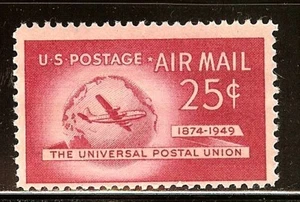 U.S. POSTAGE ★ AIR MAIL
25¢
1874-1949
THE UNIVERSAL POSTAL UNION